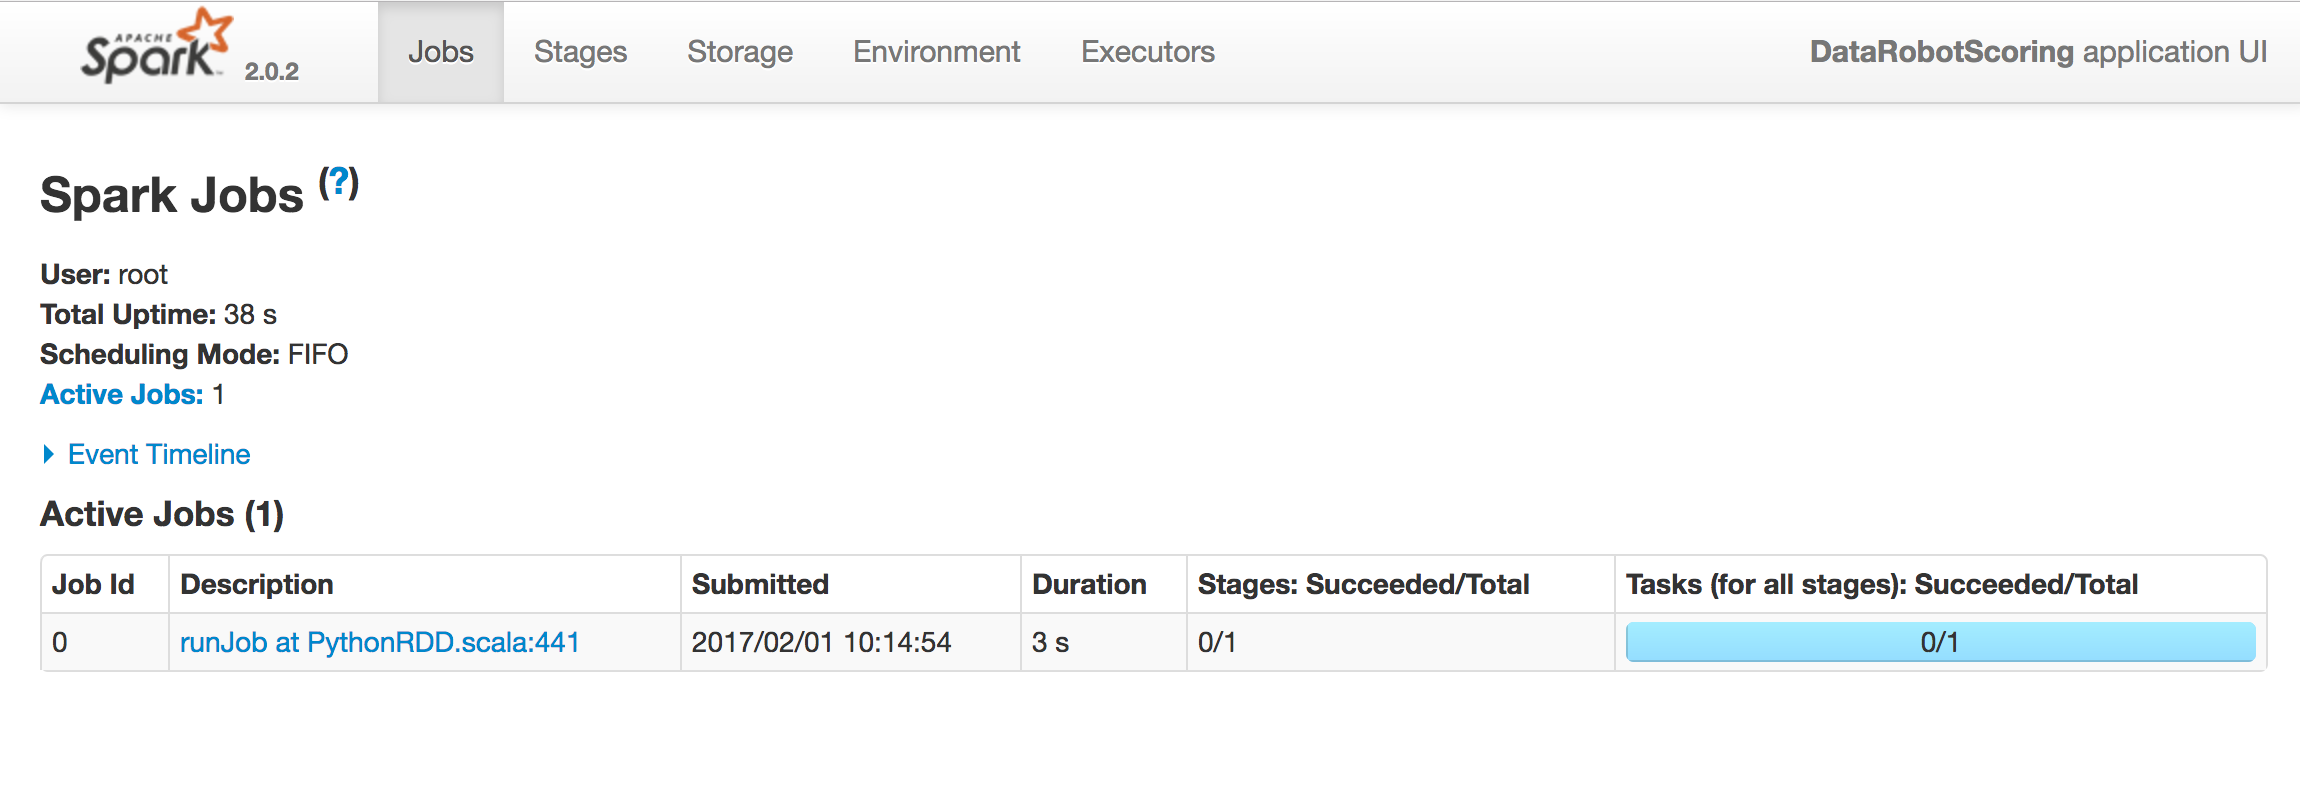 APACHE
Spark™ 2.0.2 Jobs Stages Storage Environment Executors DataRobotScoring application UI
Spark Jobs (?)
User: root
Total Uptime: 38 s
Scheduling Mode: FIFO
Active Jobs: 1
Event Timeline
Active Jobs (1)
Job Id Description Submitted Duration Stages: Succeeded/Total Tasks (for all stages): Succeeded/Total
0 runJob at PythonRDD.scala:441 2017/02/01 10:14:54 3 s 0/1 0/1